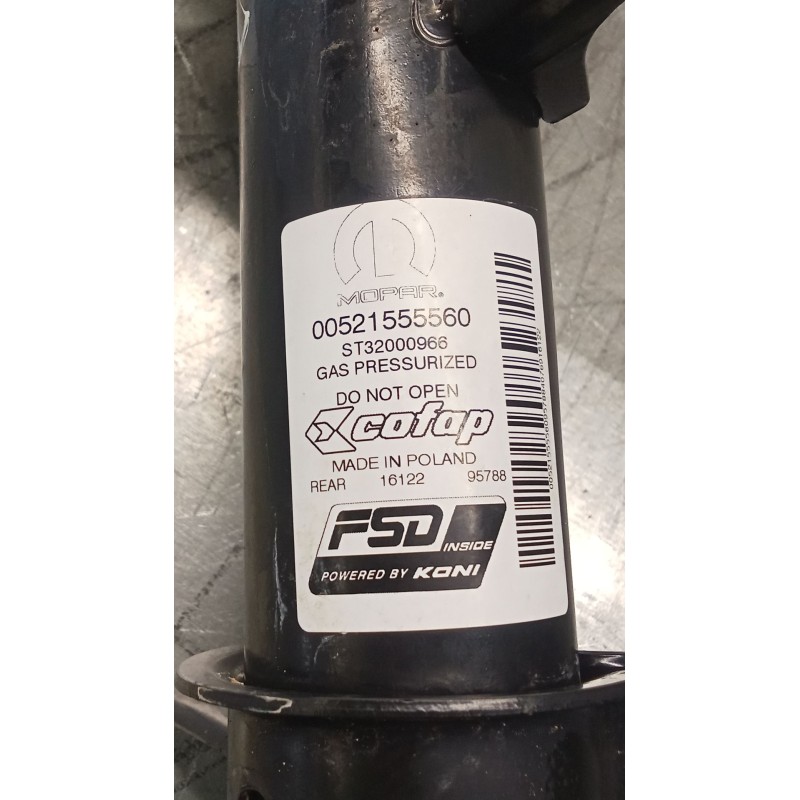 MOPAR®
00521555560
ST32000966
GAS PRESSURIZED
DO NOT OPEN
cofap
MADE IN POLAND
REAR 16122 95788
FSD INSIDE
POWERED BY KONI